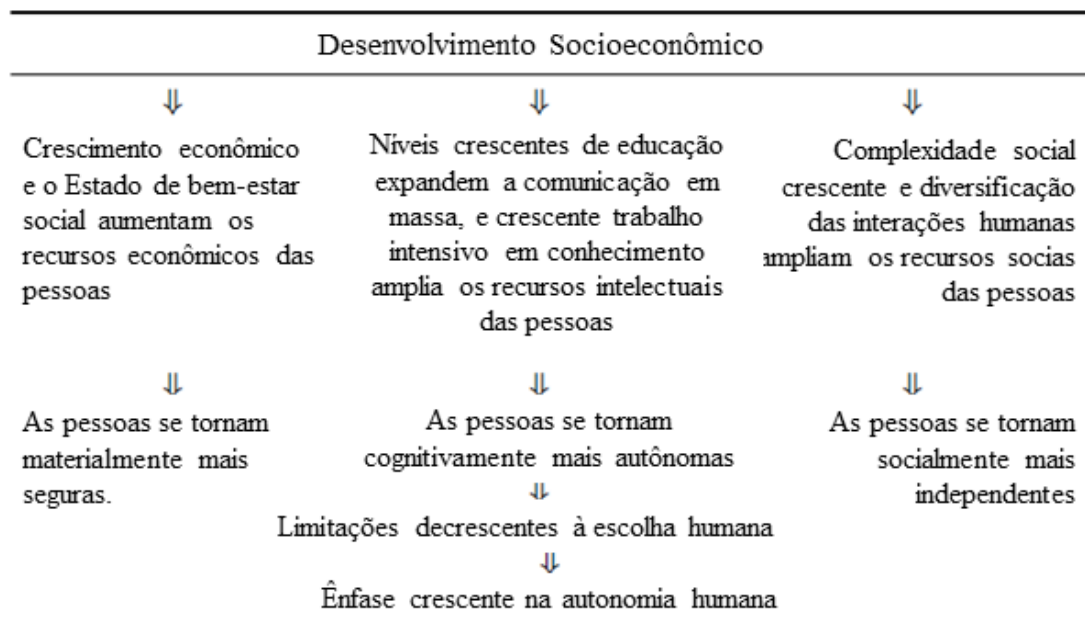 Desenvolvimento Socioeconômico
⇓ ⇓ ⇓
Crescimento econômico
e o Estado de bem-estar
social aumentam os
recursos econômicos das
pessoas
Níveis crescentes de educação
expandem a comunicação em
massa, e crescente trabalho
intensivo em conhecimento
amplia os recursos intelectuais
das pessoas
Complexidade social
crescente e diversificação
das interações humanas
ampliam os recursos socias
das pessoas
⇓ ⇓ ⇓
As pessoas se tornam
materialmente mais
seguras.
As pessoas se tornam
cognitivamente mais autônomas
As pessoas se tornam
socialmente mais
independentes
⇓
Limitações decrescentes à escolha humana
⇓
Ênfase crescente na autonomia humana